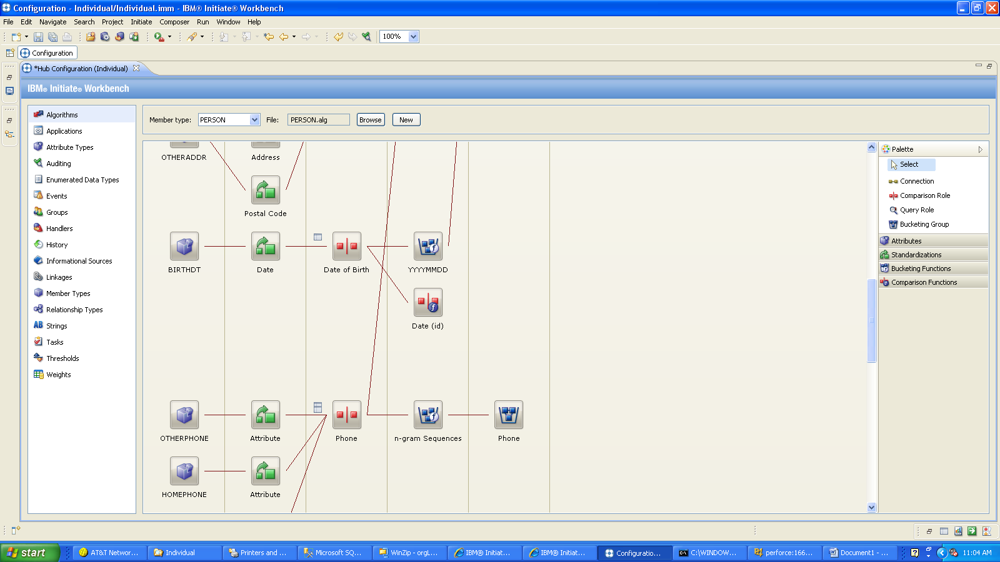 Configuration - Individual/Individual.imm - IBM® Initiate® Workbench
File Edit Navigate Search Project Initiate Composer Run Window Help
100%
Configuration
*Hub Configuration (Individual)
IBM® Initiate® Workbench
Algorithms
Applications
Attribute Types
Auditing
Enumerated Data Types
Events
Groups
Handlers
History
Informational Sources
Linkages
Member Types
Relationship Types
Strings
Tasks
Thresholds
Weights
Member type: PERSON File: PERSON.alg Browse New
OTHERADDR Address
Postal Code
BIRTHDT Date Date of Birth YYYYMMDD
Date (id)
OTHERPHONE Attribute Phone n-gram Sequences Phone
HOMEPHONE Attribute
Palette
Select
Connection
Comparison Role
Query Role
Bucketing Group
Attributes
Standardizations
Bucketing Functions
Comparison Functions
start AT&T Networ... Individual Printers and ... Microsoft SQ... WinZip - orgL... IBM® Initiat... IBM® Initiat... Configuratio... C:\WINDOW... perforce:166... Document1 - ... 11:04 AM